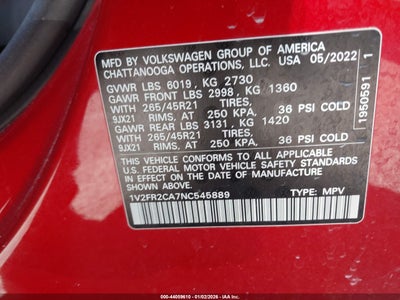 MFD BY VOLKSWAGEN GROUP OF AMERICA
CHATTANOOGA OPERATIONS, LLC. USA 05/2022
GVWR LBS 6019, KG 2730
GAWR FRONT LBS 2998, KG 1360
265/45R21 TIRES,
9JX21 RIMS, AT 250 KPA, 36 PSI COLD
GAWR REAR LBS 3131, KG 1420
265/45R21 TIRES,
9JX21 RIMS, AT 250 KPA, 36 PSI COLD
THIS VEHICLE CONFORMS TO ALL APPLICABLE
U.S. FEDERAL MOTOR VEHICLE SAFETY STANDARDS
IN EFFECT ON THE DATE OF MANUFACTURE
SHOWN ABOVE.
1V2FR2CA7NC545889 TYPE: MPV
1950691 1
000-44059610 - 01/02/2026 - IAA Inc.